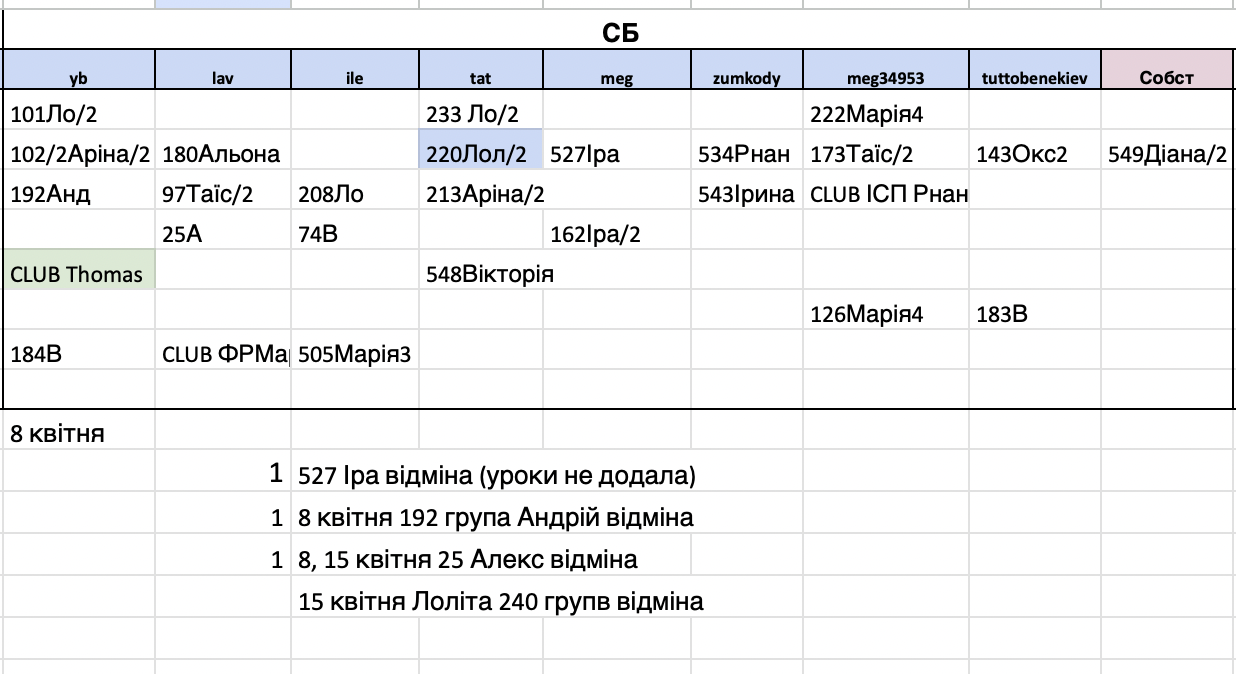 СБ
yb lav ile tat meg zumkody meg34953 tuttobenekiev Собст
101Ло/2 233 Ло/2 222Марія4
102/2Аріна/2 180Альона 220Лол/2 527Іра 534Рнан 173Таїс/2 143Окс2 549Діана/2
192Анд 97Таїс/2 208Ло 213Аріна/2 543Ірина CLUB ІСП Рнан
25А 74В 162Іра/2
CLUB Thomas 548Вікторія
126Марія4 183В
184В CLUB ФРМар 505Марія3
8 квітня
1 527 Іра відміна (уроки не додала)
1 8 квітня 192 група Андрій відміна
1 8, 15 квітня 25 Алекс відміна
15 квітня Лоліта 240 групв відміна